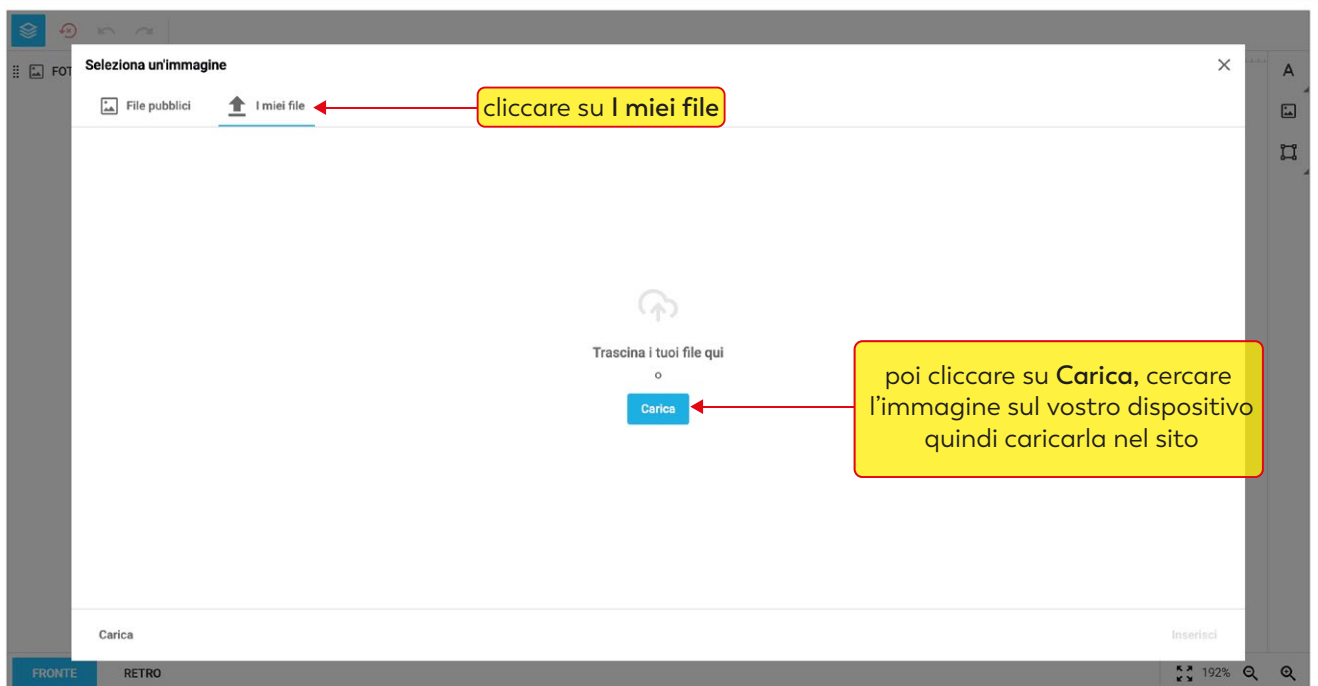 FOT
Seleziona un'immagine
File pubblici
I miei file
cliccare su I miei file
A
Trascina i tuoi file qui
o
Carica
poi cliccare su Carica, cercare
l'immagine sul vostro dispositivo
quindi caricarla nel sito
Carica
Inserisci
FRONTE
RETRO
192%